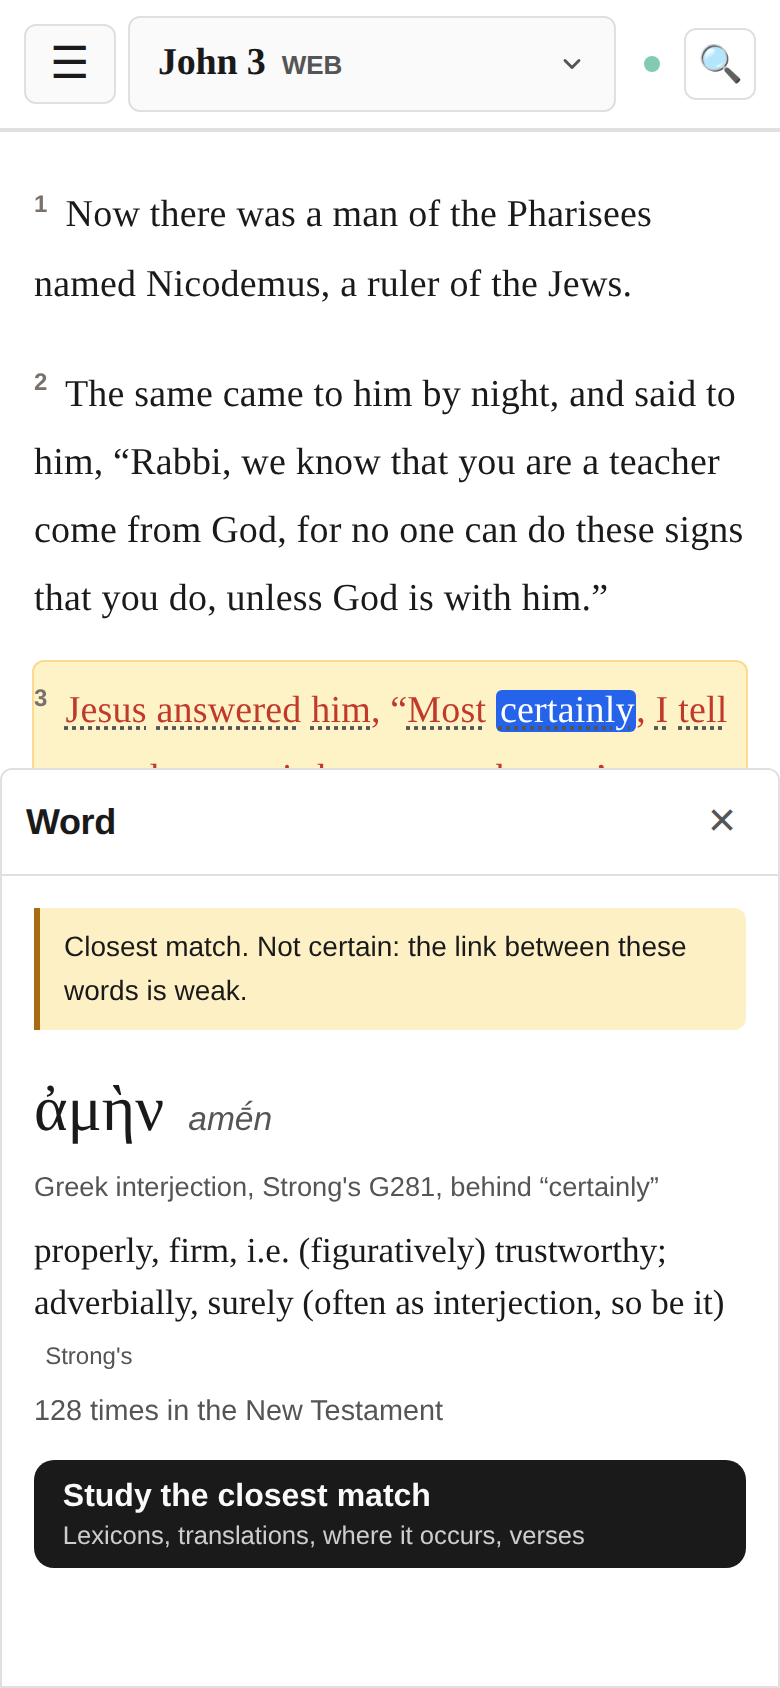 ☰ John 3 WEB 🔍
1 Now there was a man of the Pharisees
named Nicodemus, a ruler of the Jews.
2 The same came to him by night, and said to
him, “Rabbi, we know that you are a teacher
come from God, for no one can do these signs
that you do, unless God is with him.”
3 Jesus answered him, “Most certainly, I tell
Word ✕
Closest match. Not certain: the link between these
words is weak.
ἀμὴν amḗn
Greek interjection, Strong's G281, behind “certainly”
properly, firm, i.e. (figuratively) trustworthy;
adverbially, surely (often as interjection, so be it)
Strong's
128 times in the New Testament
Study the closest match
Lexicons, translations, where it occurs, verses